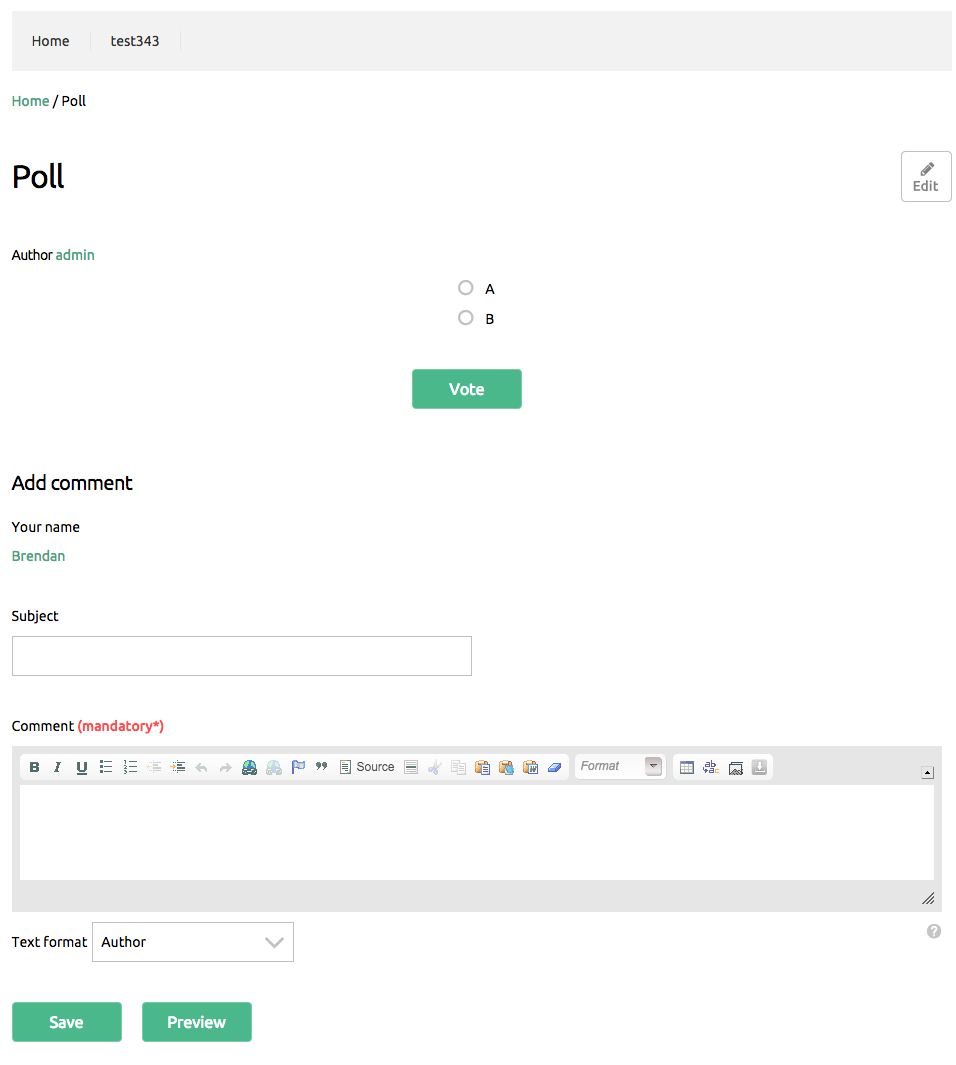 Home test343
Home / Poll
Poll
Edit
Author admin
A
B
Vote
Add comment
Your name
Brendan
Subject
Comment (mandatory*)
B I U Source Format
Text format Author
Save Preview